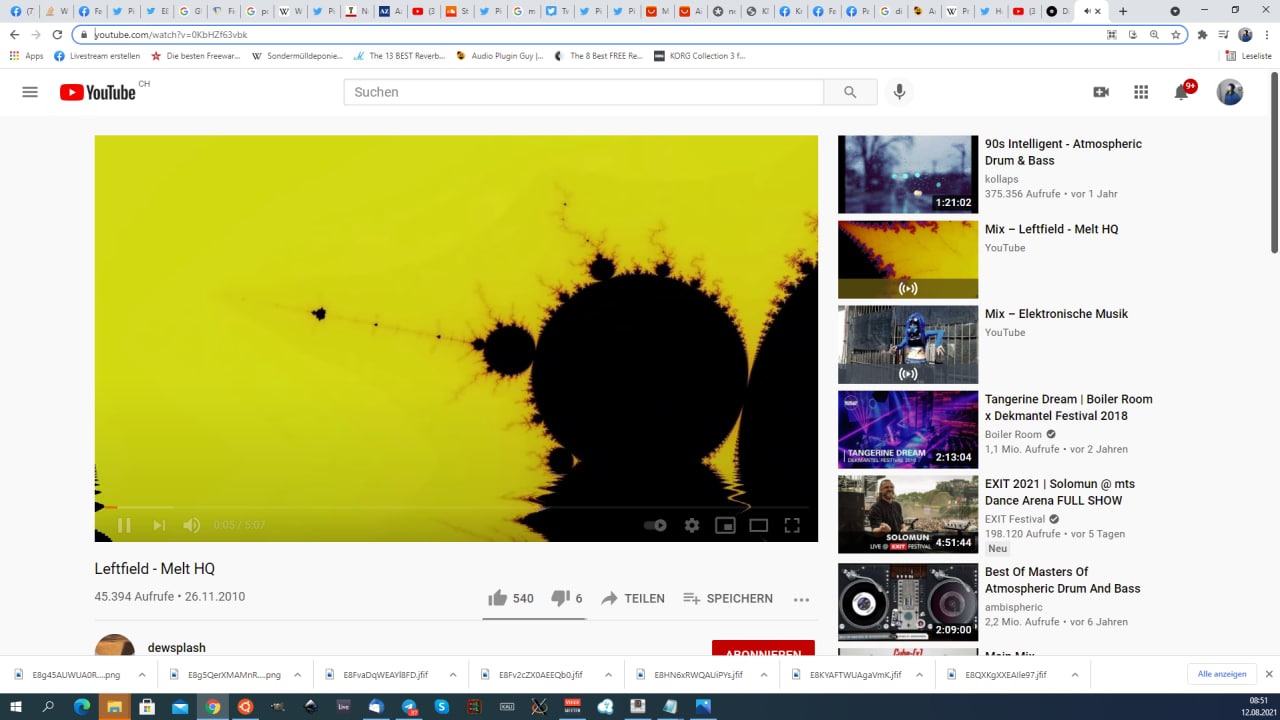 youtube.com/watch?v=0KbHZf63vbk
Apps
Livestream erstellen
Die besten Freewar...
Sondermülldeponie...
The 13 BEST Reverb...
Audio Plugin Guy |...
The 8 Best FREE Re...
KORG Collection 3 f...
Leseliste
YouTube CH
Suchen
9+
0:05 / 5:07
Leftfield - Melt HQ
45.394 Aufrufe • 26.11.2010
540
6
TEILEN
SPEICHERN
dewsplash
ABONNIEREN
1:21:02
90s Intelligent - Atmospheric
Drum & Bass
kollaps
375.356 Aufrufe • vor 1 Jahr
Mix – Leftfield - Melt HQ
YouTube
Mix – Elektronische Musik
YouTube
TANGERINE DREAM
DEKMANTEL FESTIVAL 2018
2:13:04
Tangerine Dream | Boiler Room
x Dekmantel Festival 2018
Boiler Room
1,1 Mio. Aufrufe • vor 2 Jahren
SOLOMUN
LIVE @ EXIT FESTIVAL
4:51:44
EXIT 2021 | Solomun @ mts
Dance Arena FULL SHOW
EXIT Festival
198.120 Aufrufe • vor 5 Tagen
Neu
2:09:00
Best Of Masters Of
Atmospheric Drum And Bass
ambispheric
2,2 Mio. Aufrufe • vor 6 Jahren
E8g45AUWUA0R....png
E8g5QerXMAMnR....png
E8FvaDqWEAYl8FD.jfif
E8Fv2cZX0AEEQb0.jfif
E8HN6xRWQAUiPYs.jfif
E8KYAFTWUAgaVmK.jfif
E8QXKgXXEAIle97.jfif
Alle anzeigen
Live
KALI
08:51
12.08.2021